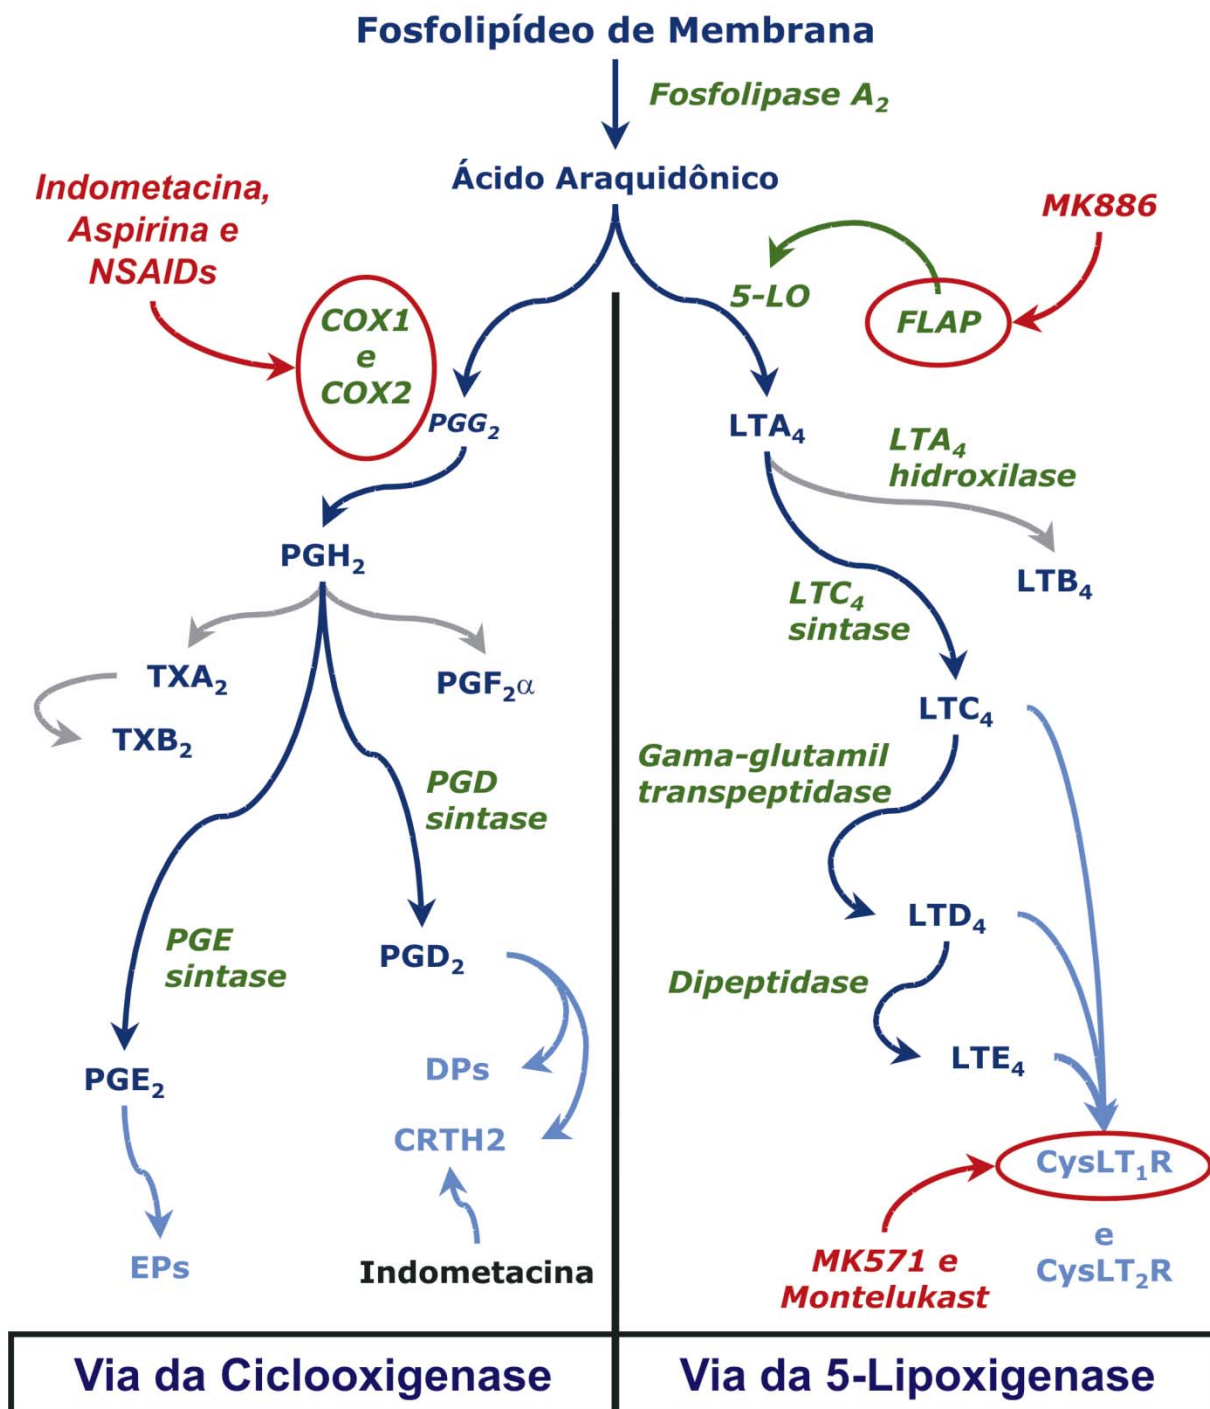 Fosfolipídeo de Membrana
Fosfolipase A₂
Ácido Araquidônico
Indometacina,
Aspirina e
NSAIDs
COX1
e
COX2
PGG₂
PGH₂
TXA₂
TXB₂
PGF₂α
PGD
sintase
PGE
sintase
PGD₂
PGE₂
DPs
CRTH2
EPs
Indometacina
MK886
5-LO
FLAP
LTA₄
LTA₄
hidroxilase
LTB₄
LTC₄
sintase
LTC₄
Gama-glutamil
transpeptidase
LTD₄
Dipeptidase
LTE₄
CysLT₁R
e
CysLT₂R
MK571 e
Montelukast
Via da Ciclooxigenase
Via da 5-Lipoxigenase